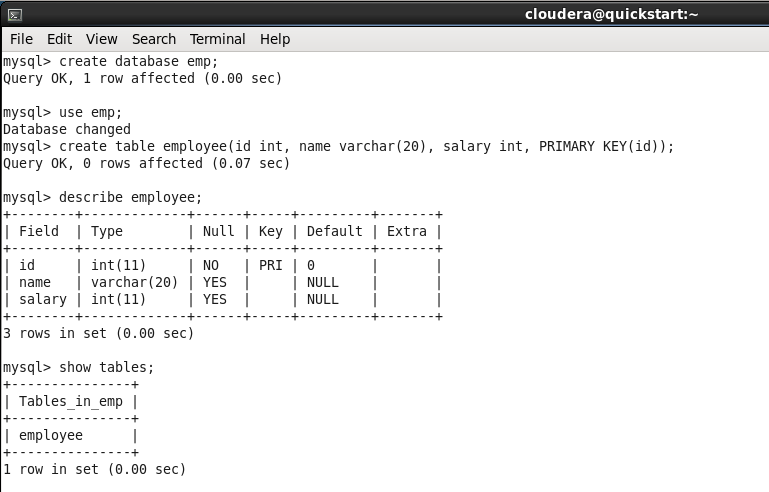 cloudera@quickstart:~
File Edit View Search Terminal Help
mysql> create database emp;
Query OK, 1 row affected (0.00 sec)
mysql> use emp;
Database changed
mysql> create table employee(id int, name varchar(20), salary int, PRIMARY KEY(id));
Query OK, 0 rows affected (0.07 sec)
mysql> describe employee;
+--------+-------------+------+-----+---------+-------+
| Field  | Type        | Null | Key | Default | Extra |
+--------+-------------+------+-----+---------+-------+
| id     | int(11)     | NO   | PRI | 0       |       |
| name   | varchar(20) | YES  |     | NULL    |       |
| salary | int(11)     | YES  |     | NULL    |       |
+--------+-------------+------+-----+---------+-------+
3 rows in set (0.00 sec)
mysql> show tables;
+---------------+
| Tables_in_emp |
+---------------+
| employee      |
+---------------+
1 row in set (0.00 sec)